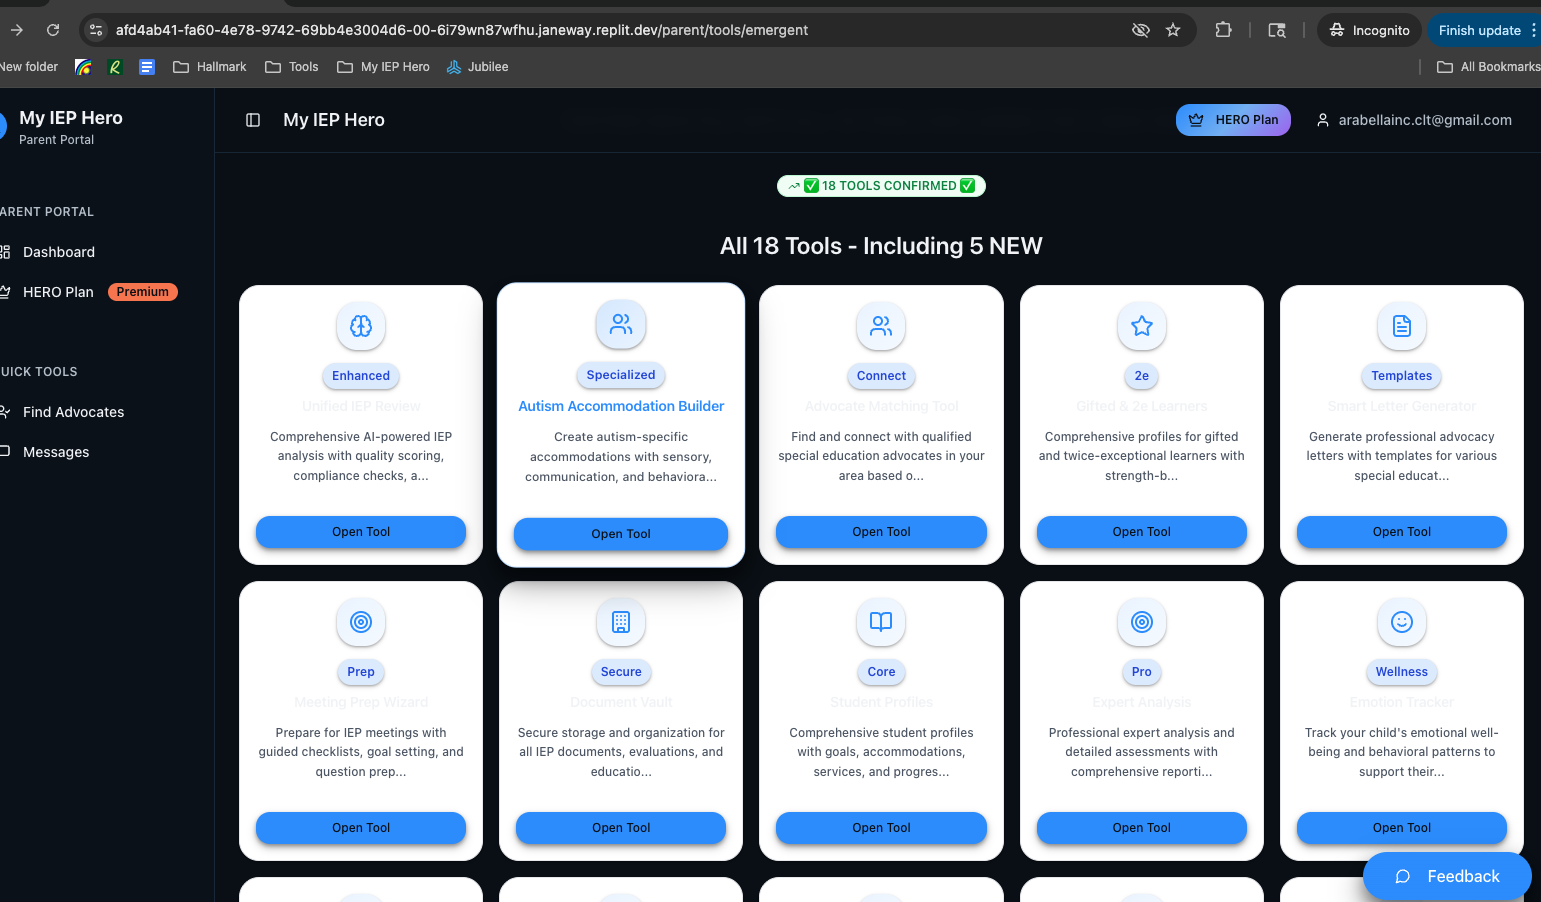 afd4ab41-fa60-4e78-9742-69bb4e3004d6-00-6i79wn87wfhu.janeway.replit.dev/parent/tools/emergent
Incognito
Finish update
New folder
Hallmark
Tools
My IEP Hero
Jubilee
All Bookmarks
My IEP Hero
Parent Portal
My IEP Hero
HERO Plan
arabellainc.clt@gmail.com
ARENT PORTAL
Dashboard
HERO Plan
Premium
UICK TOOLS
Find Advocates
Messages
✅ 18 TOOLS CONFIRMED ✅
All 18 Tools - Including 5 NEW
Enhanced
Unified IEP Review
Comprehensive AI-powered IEP
analysis with quality scoring,
compliance checks, a...
Open Tool
Specialized
Autism Accommodation Builder
Create autism-specific
accommodations with sensory,
communication, and behaviora...
Open Tool
Connect
Advocate Matching Tool
Find and connect with qualified
special education advocates in your
area based o...
Open Tool
2e
Gifted & 2e Learners
Comprehensive profiles for gifted
and twice-exceptional learners with
strength-b...
Open Tool
Templates
Smart Letter Generator
Generate professional advocacy
letters with templates for various
special educat...
Open Tool
Prep
Meeting Prep Wizard
Prepare for IEP meetings with
guided checklists, goal setting, and
question prep...
Open Tool
Secure
Document Vault
Secure storage and organization for
all IEP documents, evaluations, and
educatio...
Open Tool
Core
Student Profiles
Comprehensive student profiles
with goals, accommodations,
services, and progres...
Open Tool
Pro
Expert Analysis
Professional expert analysis and
detailed assessments with
comprehensive reporti...
Open Tool
Wellness
Emotion Tracker
Track your child's emotional well-
being and behavioral patterns to
support their...
Open Tool
Feedback